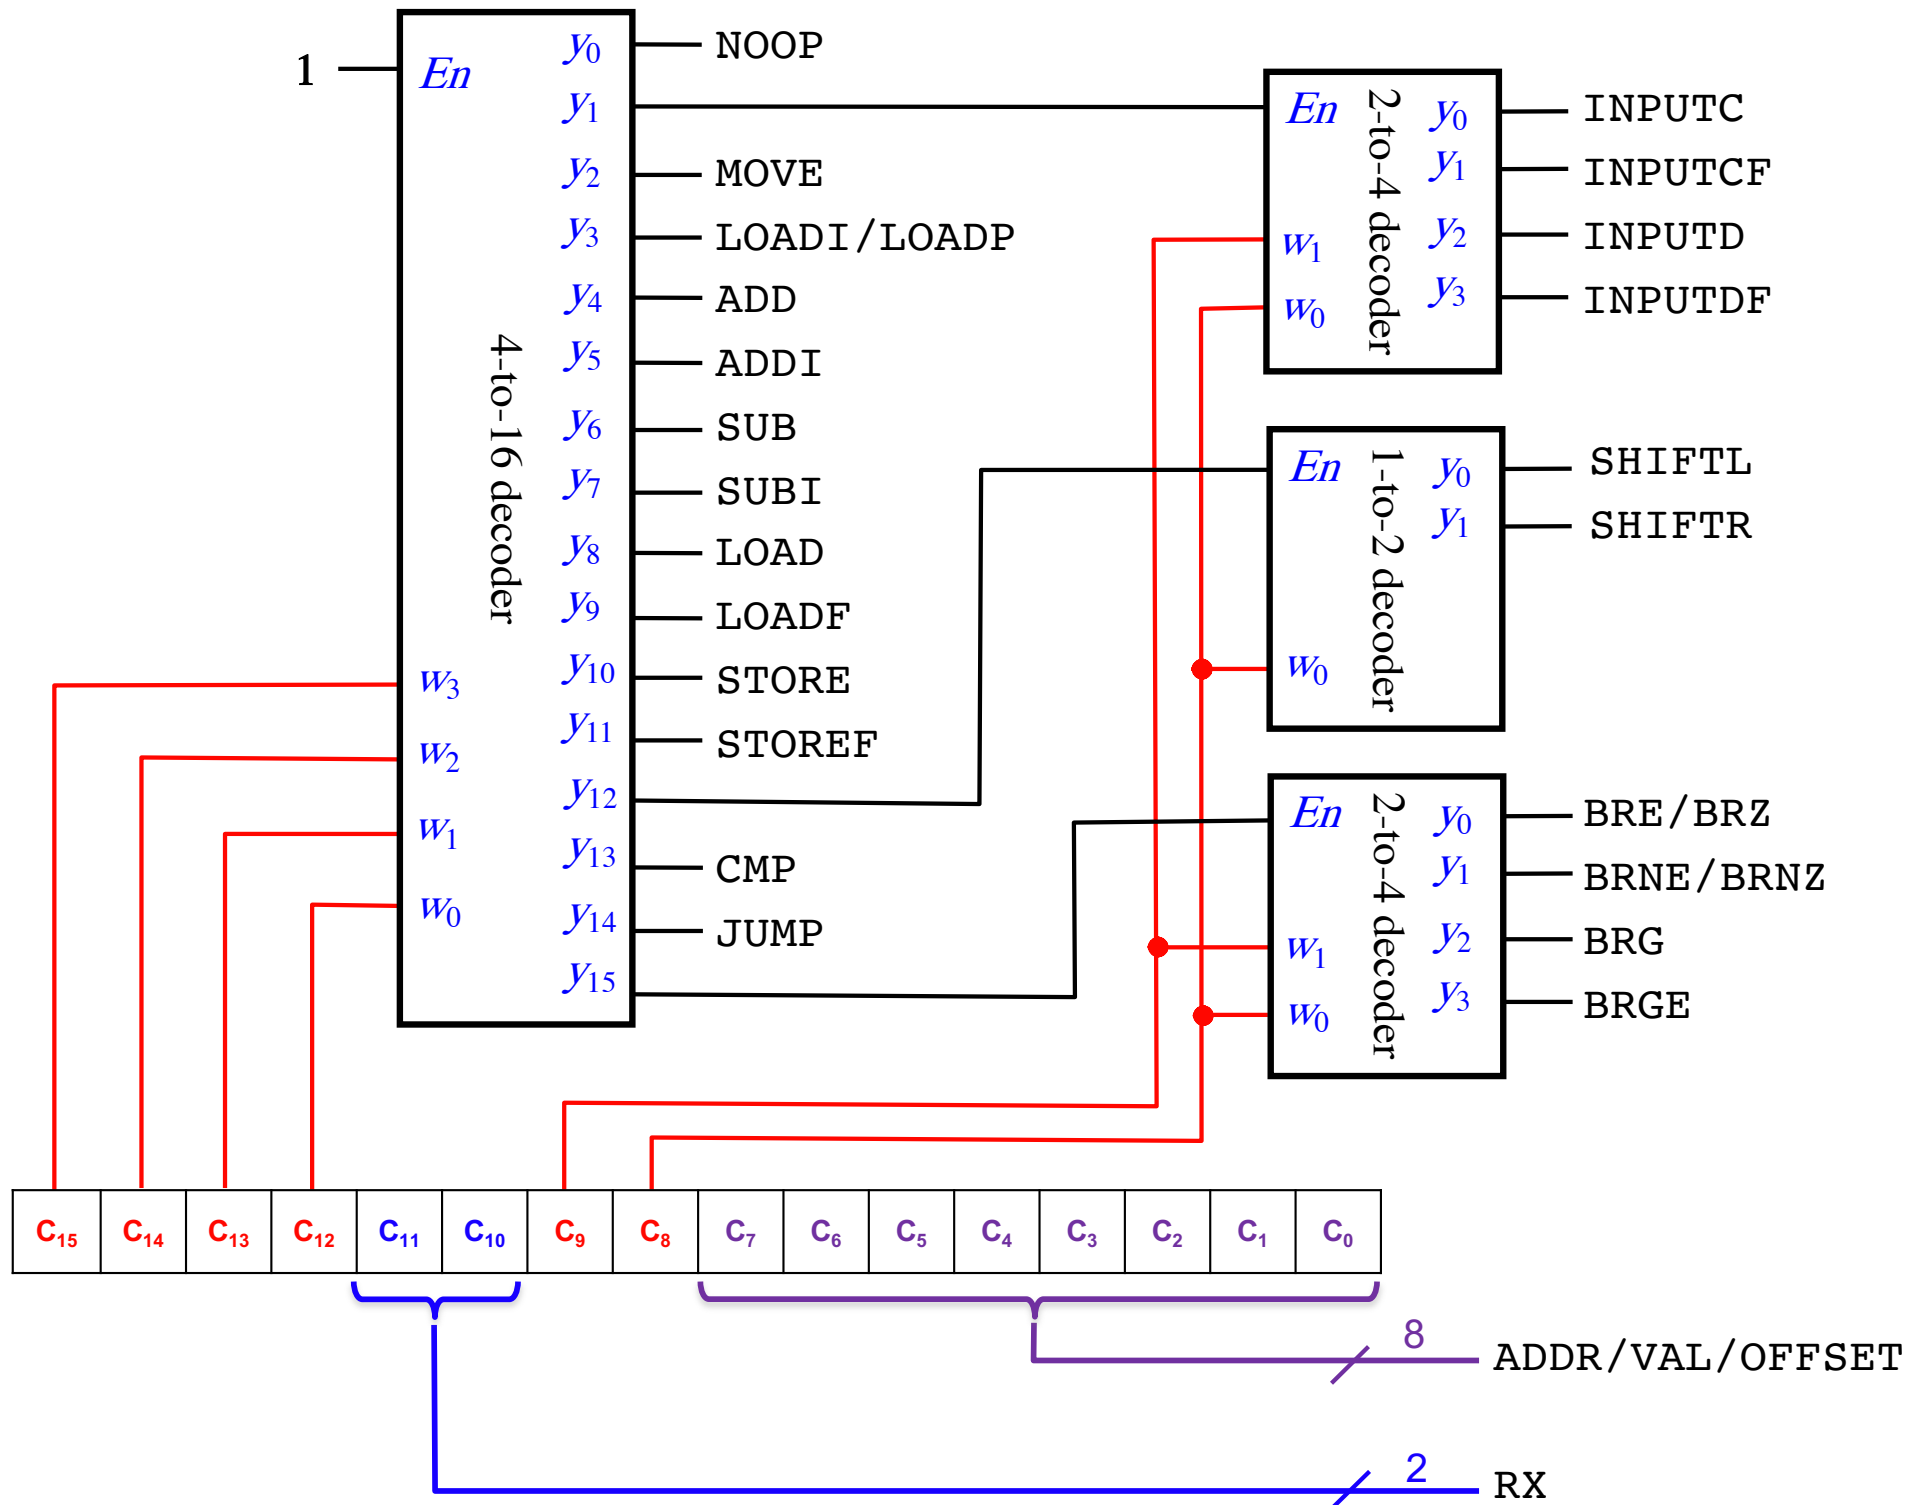 1
En
4-to-16 decoder
y0 NOOP
y1
y2 MOVE
y3 LOADI/LOADP
y4 ADD
y5 ADDI
y6 SUB
y7 SUBI
y8 LOAD
y9 LOADF
y10 STORE
y11 STOREF
y12
y13 CMP
y14 JUMP
y15
w3
w2
w1
w0
En
2-to-4 decoder
y0 INPUTC
y1 INPUTCF
y2 INPUTD
y3 INPUTDF
w1
w0
En
1-to-2 decoder
y0 SHIFTL
y1 SHIFTR
w0
En
2-to-4 decoder
y0 BRE/BRZ
y1 BRNE/BRNZ
y2 BRG
y3 BRGE
w1
w0
C15 C14 C13 C12 C11 C10 C9 C8 C7 C6 C5 C4 C3 C2 C1 C0
8 ADDR/VAL/OFFSET
2 RX